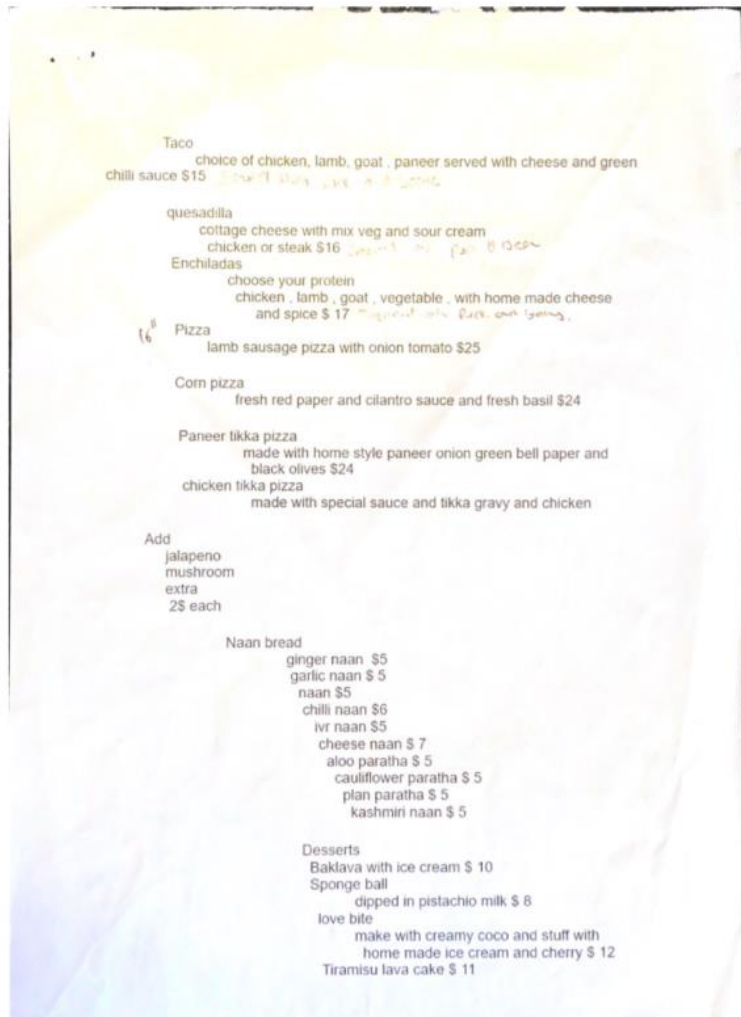 Taco
choice of chicken, lamb, goat , paneer served with cheese and green
chilli sauce $15
quesadilla
cottage cheese with mix veg and sour cream
chicken or steak $16
Enchiladas
choose your protein
chicken , lamb , goat , vegetable , with home made cheese
and spice $ 17
16" Pizza
lamb sausage pizza with onion tomato $25
Corn pizza
fresh red paper and cilantro sauce and fresh basil $24
Paneer tikka pizza
made with home style paneer onion green bell paper and
black olives $24
chicken tikka pizza
made with special sauce and tikka gravy and chicken
Add
jalapeno
mushroom
extra
2$ each
Naan bread
ginger naan $5
garlic naan $ 5
naan $5
chilli naan $6
ivr naan $5
cheese naan $ 7
aloo paratha $ 5
cauliflower paratha $ 5
plan paratha $ 5
kashmiri naan $ 5
Desserts
Baklava with ice cream $ 10
Sponge ball
dipped in pistachio milk $ 8
love bite
make with creamy coco and stuff with
home made ice cream and cherry $ 12
Tiramisu lava cake $ 11